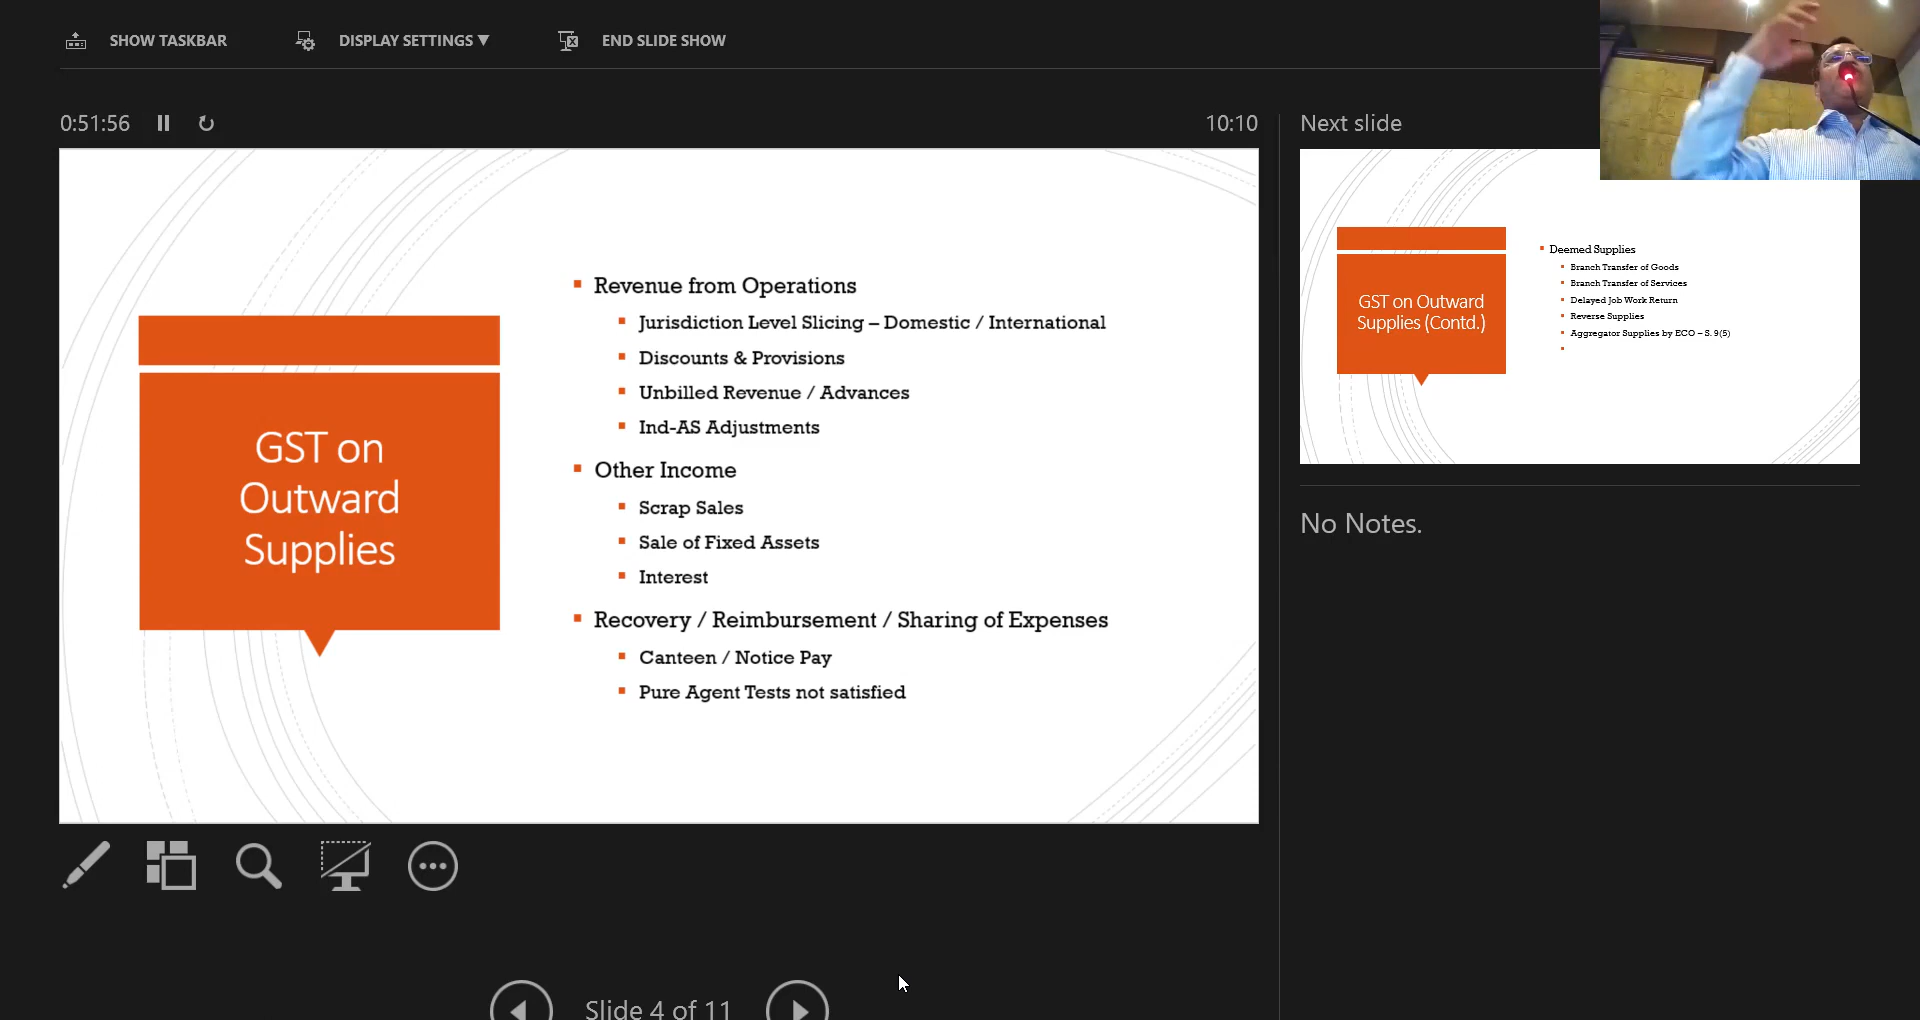 SHOW TASKBAR
DISPLAY SETTINGS ▼
END SLIDE SHOW
0:51:56
10:10
Next slide
GST on
Outward
Supplies
Revenue from Operations
Jurisdiction Level Slicing – Domestic / International
Discounts & Provisions
Unbilled Revenue / Advances
Ind-AS Adjustments
Other Income
Scrap Sales
Sale of Fixed Assets
Interest
Recovery / Reimbursement / Sharing of Expenses
Canteen / Notice Pay
Pure Agent Tests not satisfied
GST on Outward
Supplies (Contd.)
Deemed Supplies
Branch Transfer of Goods
Branch Transfer of Services
Delayed Job Work Return
Reverse Supplies
Aggregator Supplies by ECO – S. 9(5)
No Notes.
Slide 4 of 11